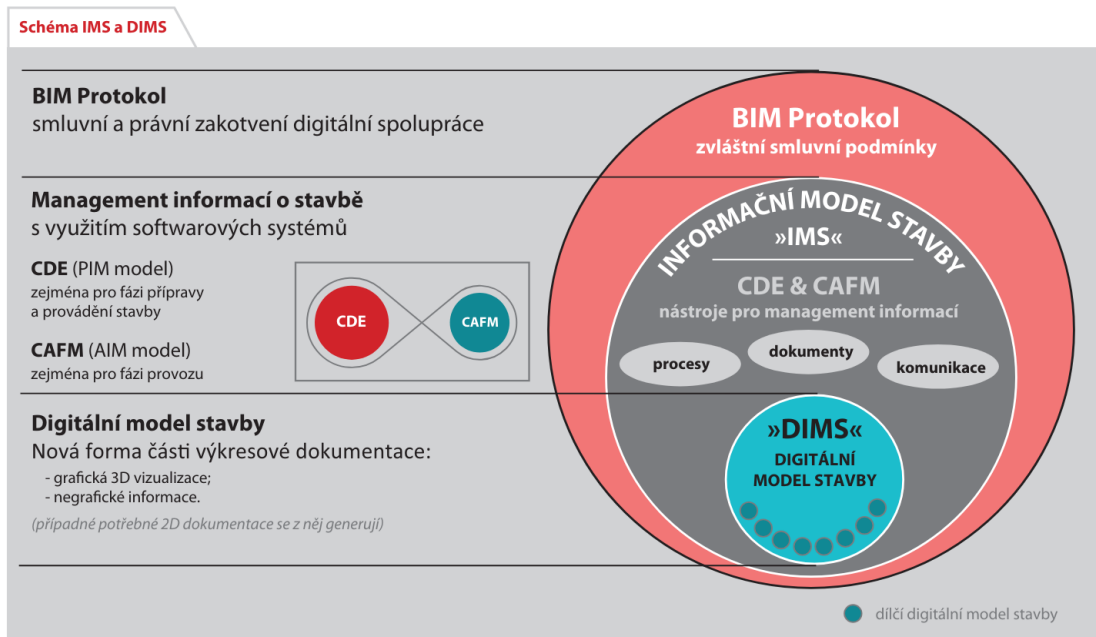 Schéma IMS a DIMS
BIM Protokol
smluvní a právní zakotvení digitální spolupráce
Management informací o stavbě
s využitím softwarových systémů
CDE (PIM model)
zejména pro fázi přípravy
a provádění stavby
CAFM (AIM model)
zejména pro fázi provozu
CDE
CAFM
Digitální model stavby
Nová forma části výkresové dokumentace:
- grafická 3D vizualizace;
- negrafické informace.
(případné potřebné 2D dokumentace se z něj generují)
BIM Protokol
zvláštní smluvní podmínky
INFORMAČNÍ MODEL STAVBY
»IMS«
CDE & CAFM
nástroje pro management informací
procesy
dokumenty
komunikace
»DIMS«
DIGITÁLNÍ
MODEL STAVBY
dílčí digitální model stavby